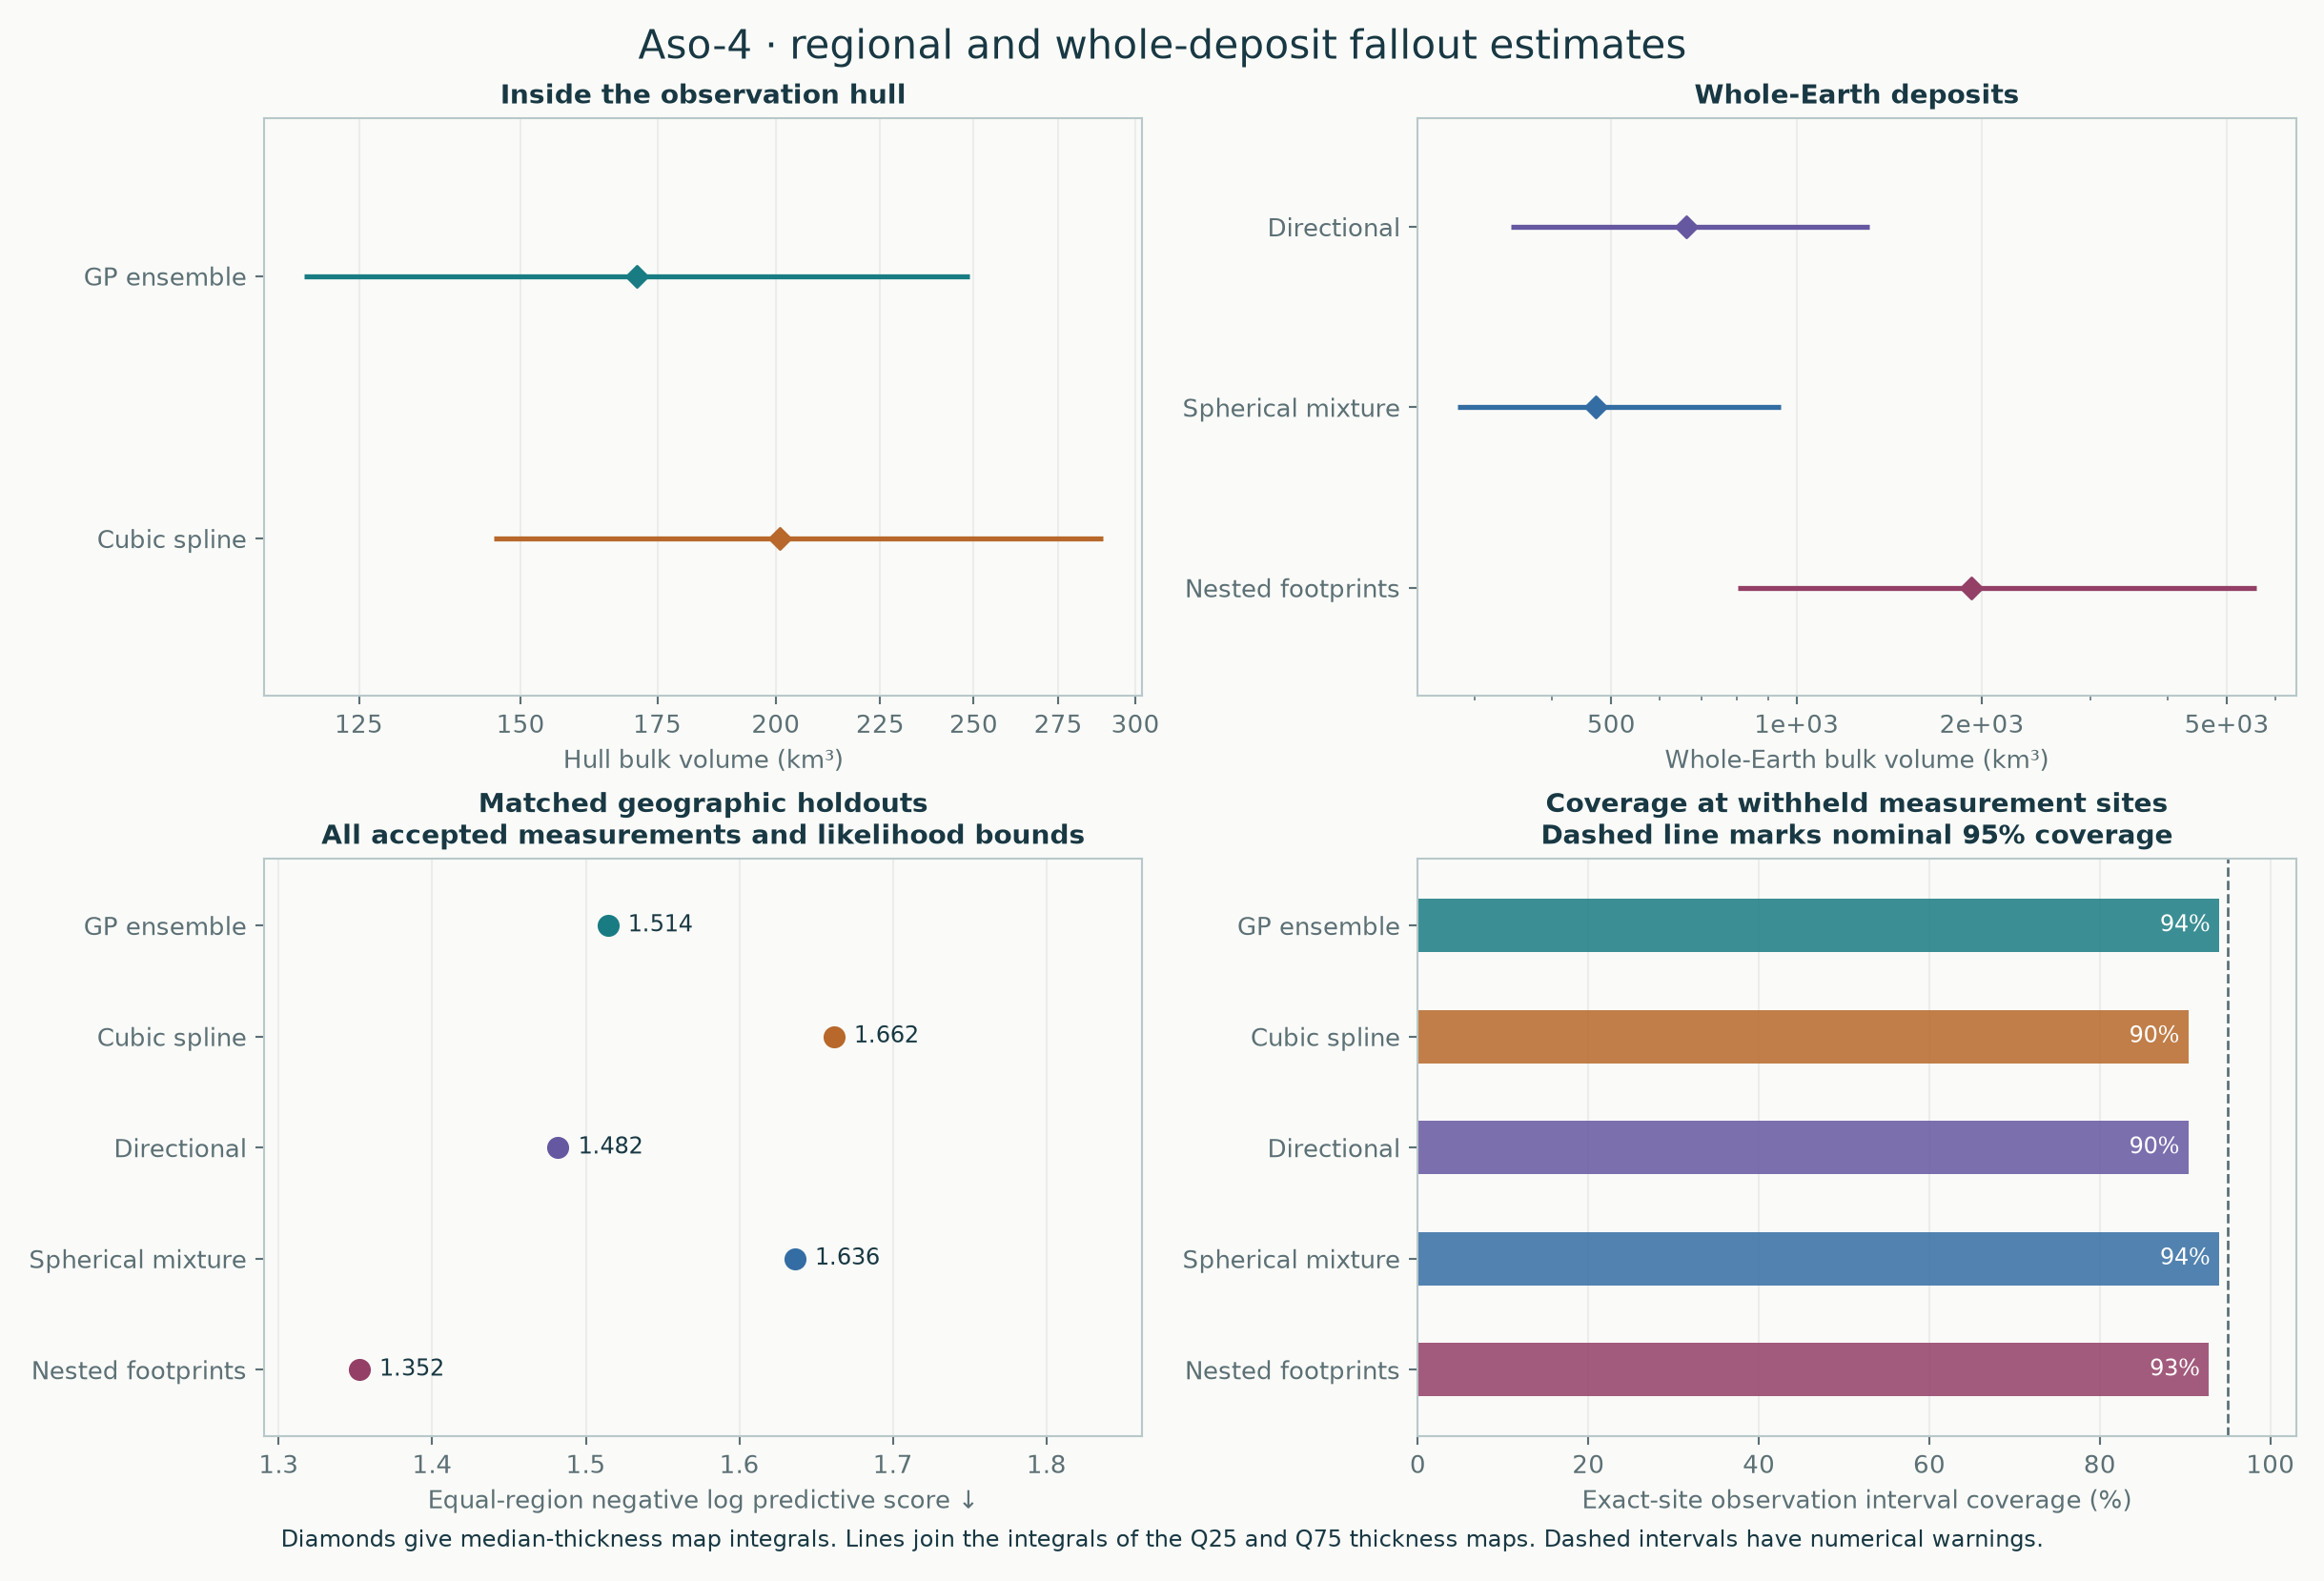 Aso-4 · regional and whole-deposit fallout estimates
Inside the observation hull
GP ensemble
Cubic spline
125 150 175 200 225 250 275 300
Hull bulk volume (km³)
Whole-Earth deposits
Directional
Spherical mixture
Nested footprints
500 1e+03 2e+03 5e+03
Whole-Earth bulk volume (km³)
Matched geographic holdouts
All accepted measurements and likelihood bounds
GP ensemble 1.514
Cubic spline 1.662
Directional 1.482
Spherical mixture 1.636
Nested footprints 1.352
1.3 1.4 1.5 1.6 1.7 1.8
Equal-region negative log predictive score ↓
Coverage at withheld measurement sites
Dashed line marks nominal 95% coverage
GP ensemble 94%
Cubic spline 90%
Directional 90%
Spherical mixture 94%
Nested footprints 93%
0 20 40 60 80 100
Exact-site observation interval coverage (%)
Diamonds give median-thickness map integrals. Lines join the integrals of the Q25 and Q75 thickness maps. Dashed intervals have numerical warnings.